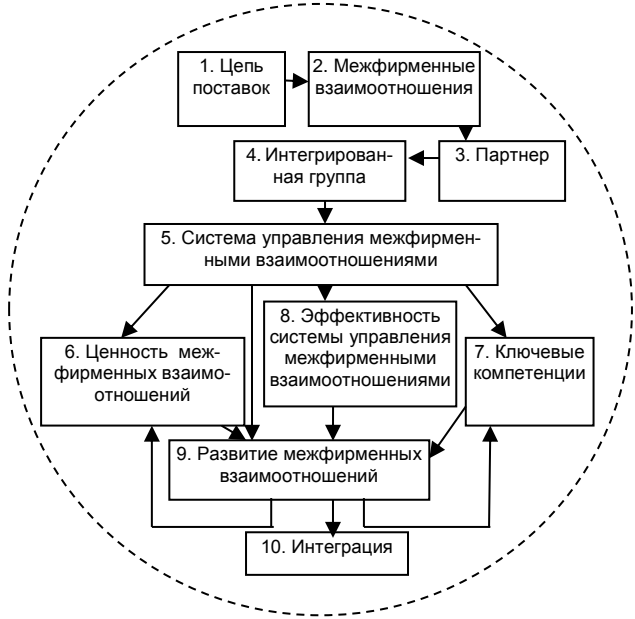 1. Цепь
поставок
2. Межфирменные
взаимоотношения
3. Партнер
4. Интегрирован-
ная группа
5. Система управления межфирмен-
ными взаимоотношениями
6. Ценность меж-
фирменных взаимо-
отношений
8. Эффективность
системы управления
межфирменными
взаимоотношениями
7. Ключевые
компетенции
9. Развитие межфирменных
взаимоотношений
10. Интеграция